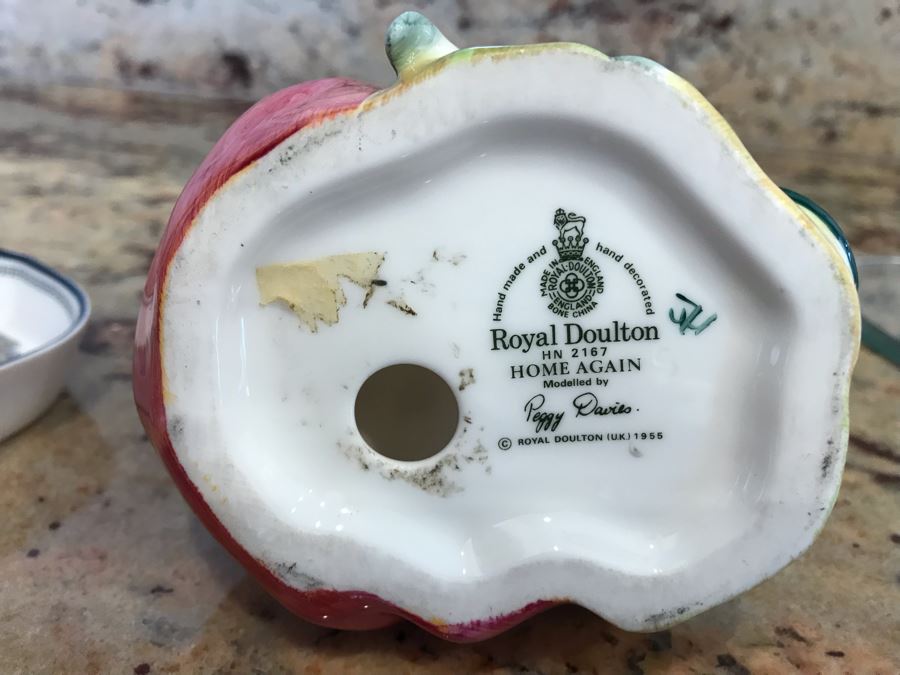 Hand made and hand decorated
MADE IN ENGLAND
ROYAL·DOULTON
ENGLAND
BONE CHINA
Royal Doulton
HN 2167
HOME AGAIN
Modelled by
Peggy Davies.
© ROYAL DOULTON (U.K.) 1955